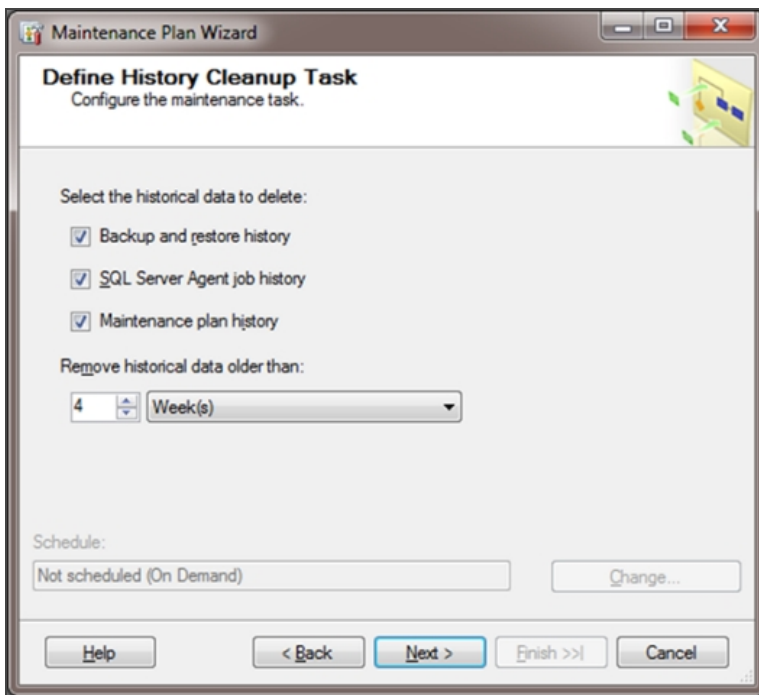 Maintenance Plan Wizard
Define History Cleanup Task
Configure the maintenance task.
Select the historical data to delete:
Backup and restore history
SQL Server Agent job history
Maintenance plan history
Remove historical data older than:
4 Week(s)
Schedule:
Not scheduled (On Demand) Change...
Help < Back Next > Finish >>| Cancel